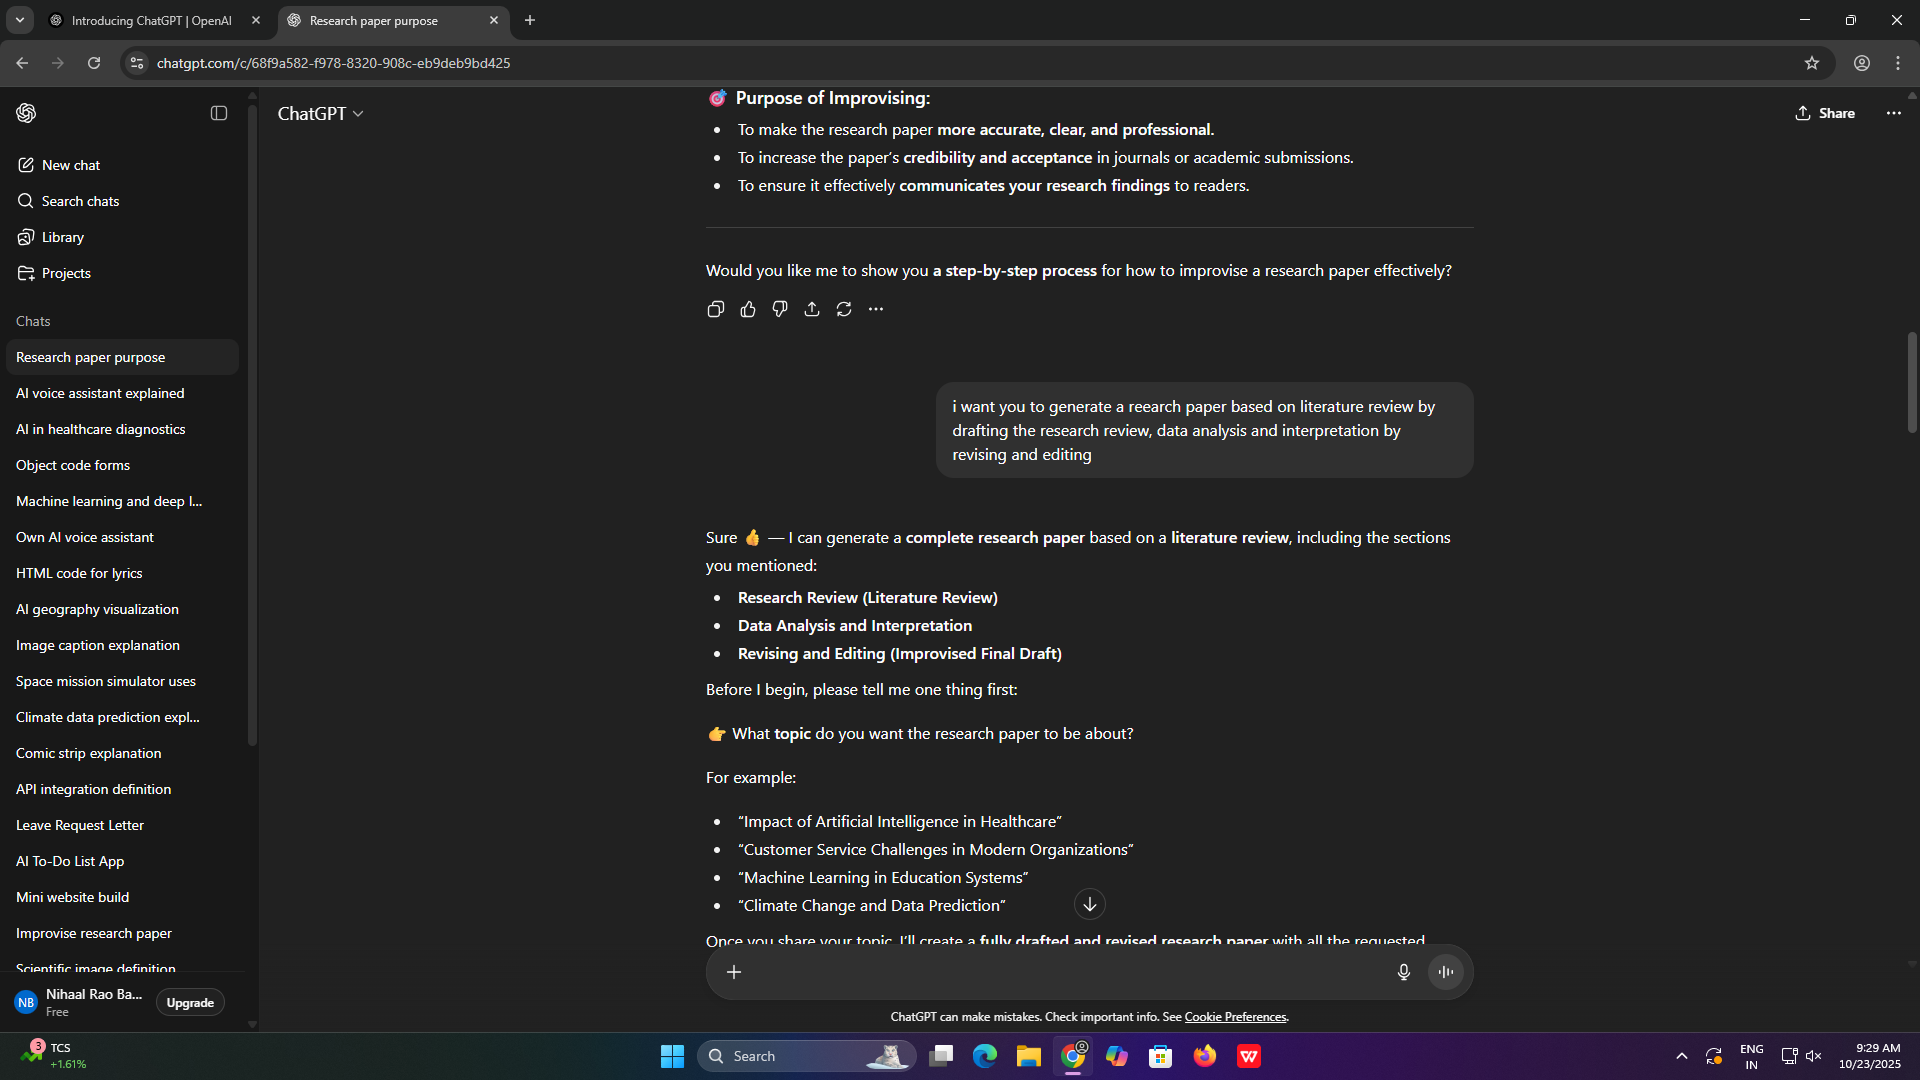 Introducing ChatGPT | OpenAI
Research paper purpose
chatgpt.com/c/68f9a582-f978-8320-908c-eb9deb9bd425
New chat
Search chats
Library
Projects
Chats
Research paper purpose
AI voice assistant explained
AI in healthcare diagnostics
Object code forms
Machine learning and deep l...
Own AI voice assistant
HTML code for lyrics
AI geography visualization
Image caption explanation
Space mission simulator uses
Climate data prediction expl...
Comic strip explanation
API integration definition
Leave Request Letter
AI To-Do List App
Mini website build
Improvise research paper
Scientific image definition
NB
Nihaal Rao Ba...
Free
Upgrade
ChatGPT
Share
Purpose of Improvising:
To make the research paper more accurate, clear, and professional.
To increase the paper's credibility and acceptance in journals or academic submissions.
To ensure it effectively communicates your research findings to readers.
Would you like me to show you a step-by-step process for how to improvise a research paper effectively?
i want you to generate a reearch paper based on literature review by
drafting the research review, data analysis and interpretation by
revising and editing
Sure 👍 — I can generate a complete research paper based on a literature review, including the sections
you mentioned:
Research Review (Literature Review)
Data Analysis and Interpretation
Revising and Editing (Improvised Final Draft)
Before I begin, please tell me one thing first:
👉 What topic do you want the research paper to be about?
For example:
“Impact of Artificial Intelligence in Healthcare”
“Customer Service Challenges in Modern Organizations”
“Machine Learning in Education Systems”
“Climate Change and Data Prediction”
Once you share your topic, I'll create a fully drafted and revised research paper with all the requested
ChatGPT can make mistakes. Check important info. See Cookie Preferences.
3
TCS
+1.61%
Search
W
ENG
IN
9:29 AM
10/23/2025